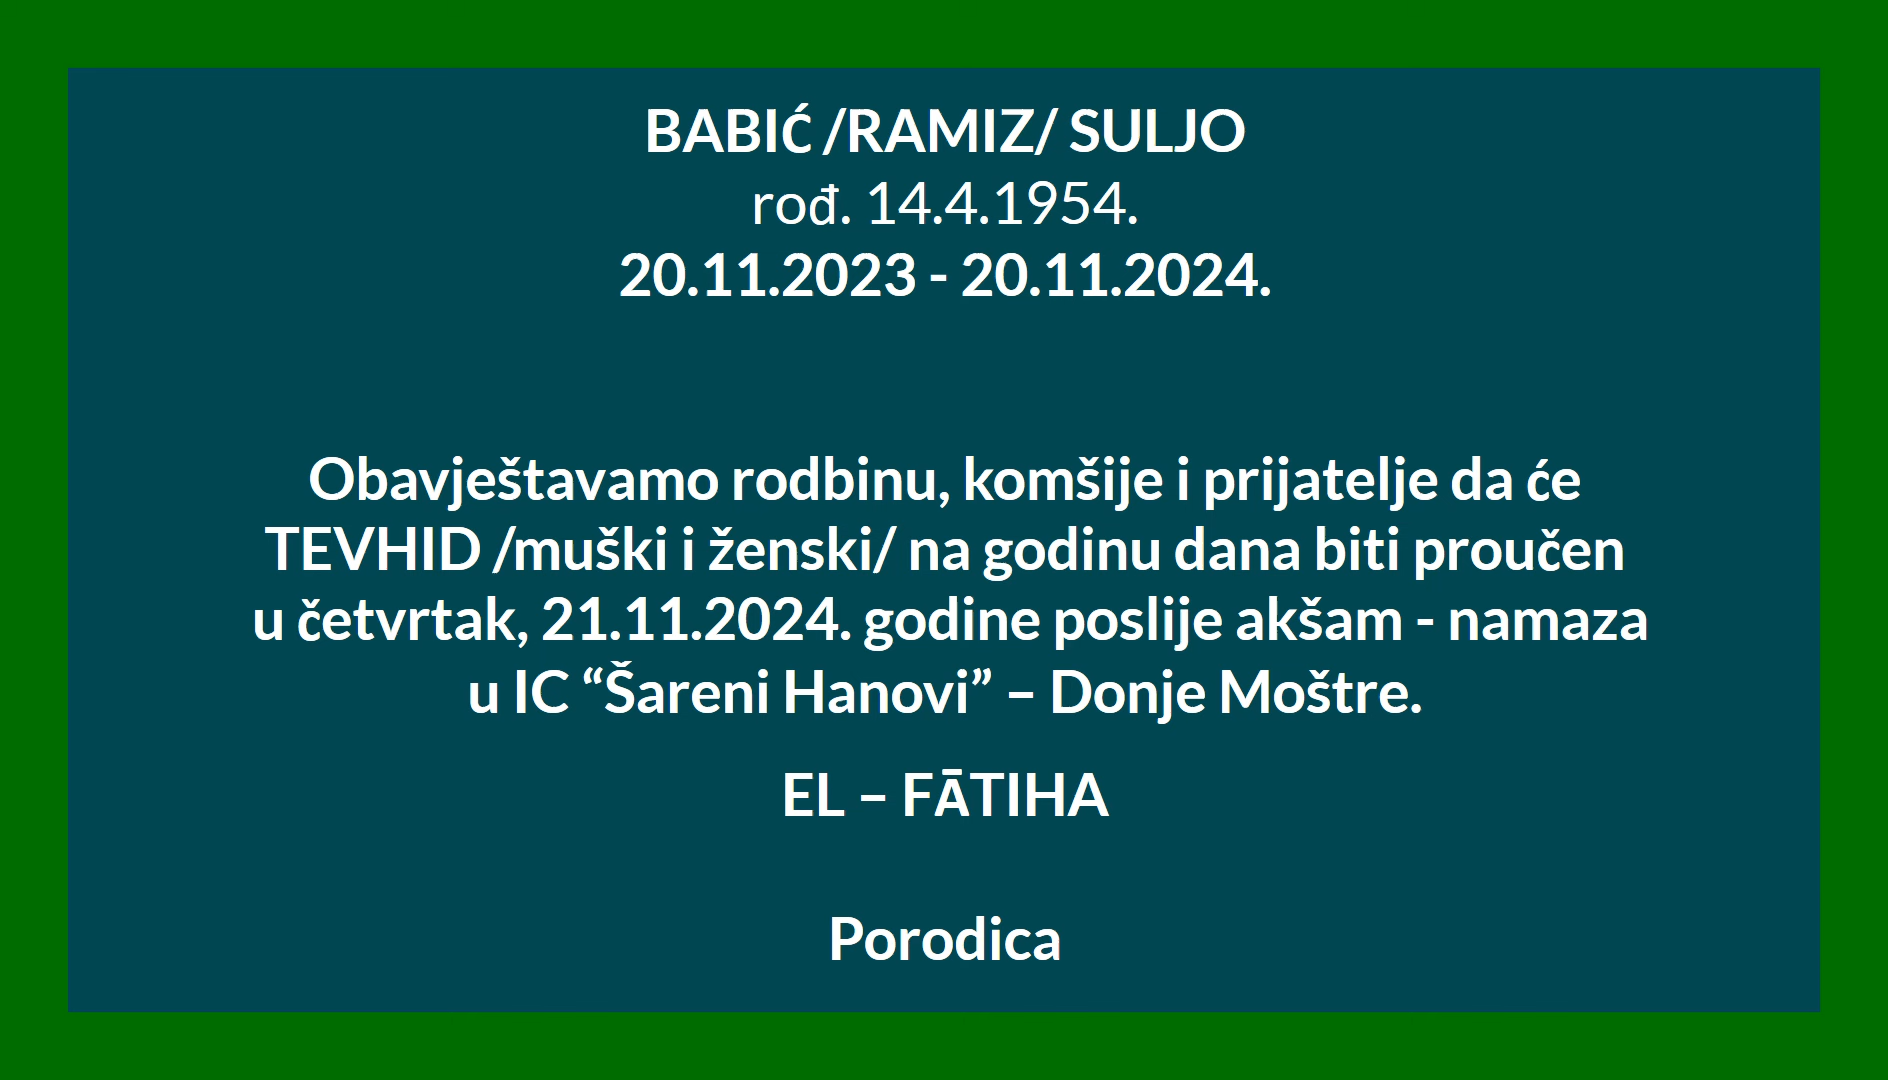 BABIĆ /RAMIZ/ SULJO
rođ. 14.4.1954.
20.11.2023 - 20.11.2024.
Obavještavamo rodbinu, komšije i prijatelje da će
TEVHID /muški i ženski/ na godinu dana biti proučen
u četvrtak, 21.11.2024. godine poslije akšam - namaza
u IC “Šareni Hanovi” – Donje Moštre.
EL – FĀTIHA
Porodica